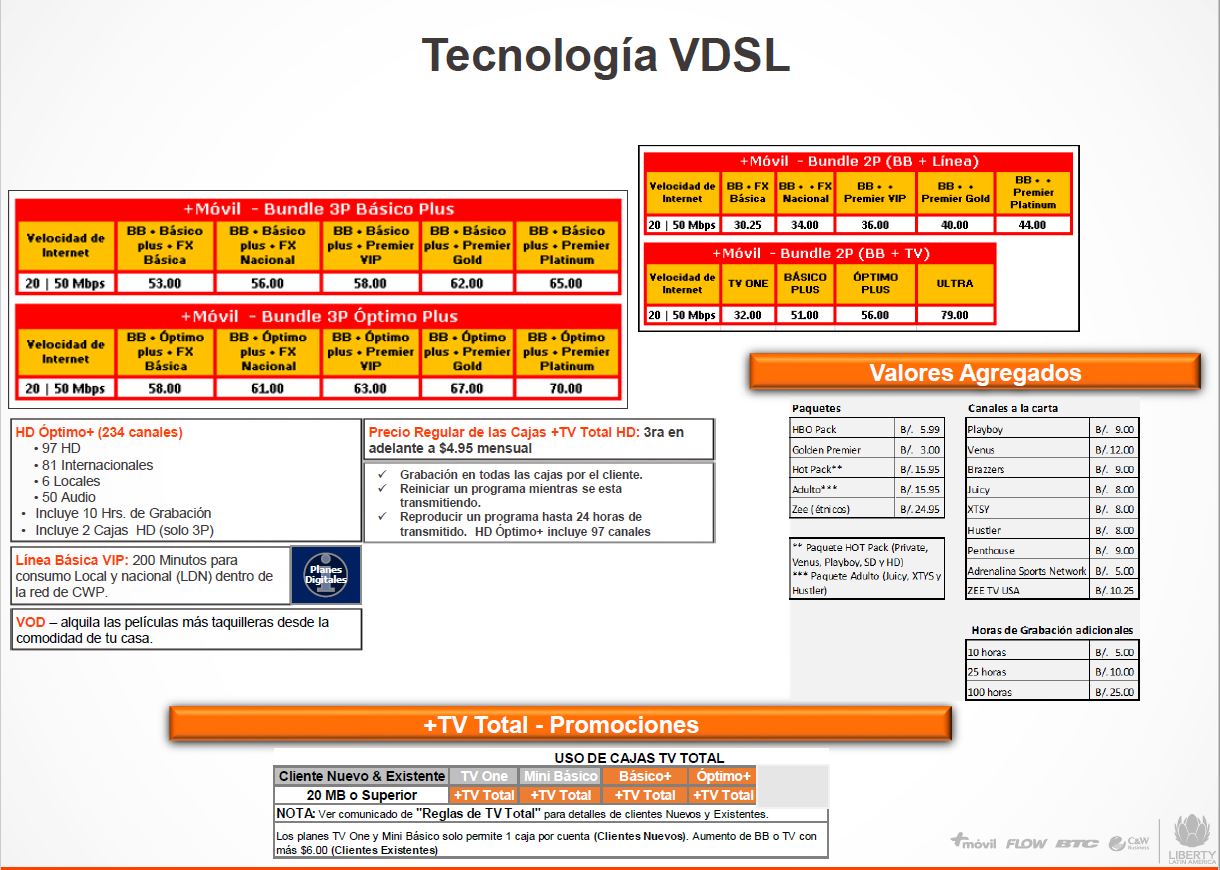 Tecnología VDSL
+Móvil - Bundle 3P Básico Plus
Velocidad de Internet | BB + Básico plus + FX Básica | BB + Básico plus + FX Nacional | BB + Básico plus + Premier VIP | BB + Básico plus + Premier Gold | BB + Básico plus + Premier Platinum
20 | 50 Mbps 53.00 56.00 58.00 62.00 65.00
+Móvil - Bundle 3P Óptimo Plus
Velocidad de Internet | BB + Óptimo plus + FX Básica | BB + Óptimo plus + FX Nacional | BB + Óptimo plus + Premier VIP | BB + Óptimo plus + Premier Gold | BB + Óptimo plus + Premier Platinum
20 | 50 Mbps 58.00 61.00 63.00 67.00 70.00
+Móvil - Bundle 2P (BB + Línea)
Velocidad de Internet | BB + FX Básica | BB + + FX Nacional | BB + + Premier VIP | BB + + Premier Gold | BB + + Premier Platinum
20 | 50 Mbps 30.25 34.00 36.00 40.00 44.00
+Móvil - Bundle 2P (BB + TV)
Velocidad de Internet | TV ONE | BÁSICO PLUS | ÓPTIMO PLUS | ULTRA
20 | 50 Mbps 32.00 51.00 56.00 79.00
HD Óptimo+ (234 canales)
• 97 HD
• 81 Internacionales
• 6 Locales
• 50 Audio
• Incluye 10 Hrs. de Grabación
• Incluye 2 Cajas HD (solo 3P)
Línea Básica VIP: 200 Minutos para
consumo Local y nacional (LDN) dentro de
la red de CWP.
Planes
Digitales
VOD – alquila las películas más taquilleras desde la
comodidad de tu casa.
Precio Regular de las Cajas +TV Total HD: 3ra en
adelante a $4.95 mensual
✓ Grabación en todas las cajas por el cliente.
✓ Reiniciar un programa mientras se esta
transmitiendo.
✓ Reproducir un programa hasta 24 horas de
transmitido. HD Óptimo+ incluye 97 canales
Valores Agregados
Paquetes
HBO Pack B/. 5.99
Golden Premier B/. 3.00
Hot Pack** B/. 15.95
Adulto*** B/. 15.95
Zee (étnicos) B/. 24.95
** Paquete HOT Pack (Private,
Venus, Playboy, SD y HD)
*** Paquete Adulto (Juicy, XTYS y
Hustler)
Canales a la carta
Playboy B/. 9.00
Venus B/. 12.00
Brazzers B/. 9.00
Juicy B/. 8.00
XTSY B/. 8.00
Hustler B/. 8.00
Penthouse B/. 9.00
Adrenalina Sports Network B/. 5.00
ZEE TV USA B/. 10.25
Horas de Grabación adicionales
10 horas B/. 5.00
25 horas B/. 10.00
100 horas B/. 25.00
+TV Total - Promociones
USO DE CAJAS TV TOTAL
Cliente Nuevo & Existente TV One Mini Básico Básico+ Óptimo+
20 MB o Superior +TV Total +TV Total +TV Total +TV Total
NOTA: Ver comunicado de "Reglas de TV Total" para detalles de clientes Nuevos y Existentes.
Los planes TV One y Mini Básico solo permite 1 caja por cuenta (Clientes Nuevos). Aumento de BB o TV con
más $6.00 (Clientes Existentes)
+móvil FLOW BTC C&W Business LIBERTY LATIN AMERICA